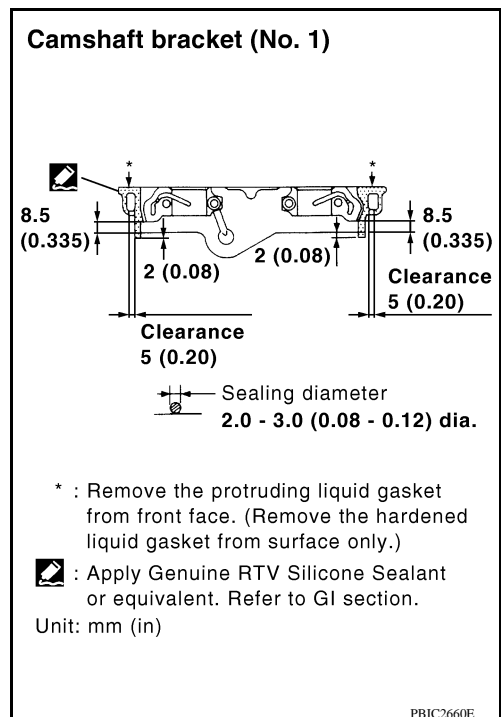 Camshaft bracket (No. 1)
* *
8.5
(0.335)
8.5
(0.335)
2 (0.08)
2 (0.08)
Clearance
5 (0.20)
Clearance
5 (0.20)
Sealing diameter
2.0 - 3.0 (0.08 - 0.12) dia.
* : Remove the protruding liquid gasket
from front face. (Remove the hardened
liquid gasket from surface only.)
: Apply Genuine RTV Silicone Sealant
or equivalent. Refer to GI section.
Unit: mm (in)
PBIC2660E